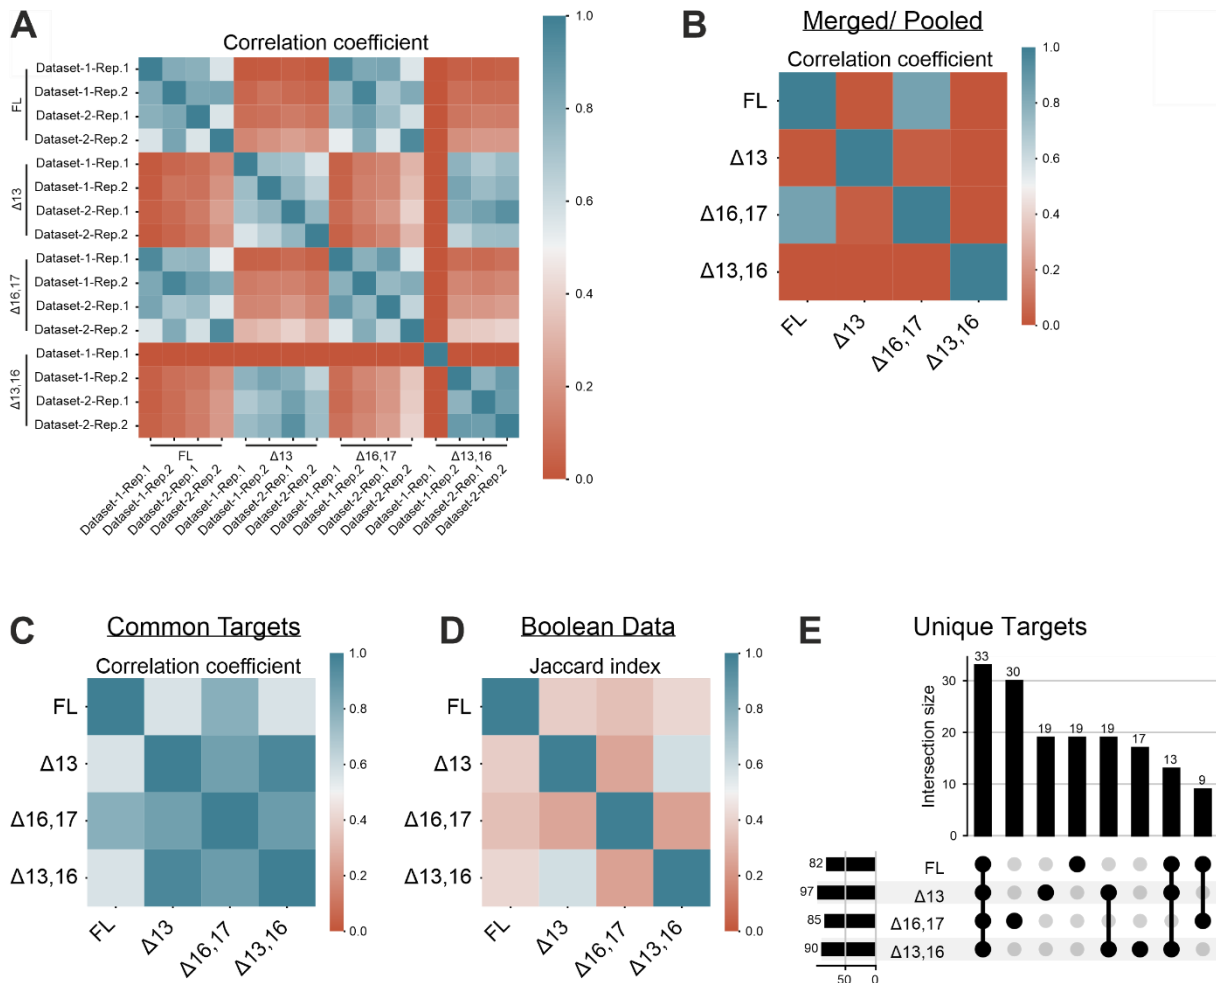 A
Correlation coefficient
FL
Dataset-1-Rep.1
Dataset-1-Rep.2
Dataset-2-Rep.1
Dataset-2-Rep.2
Δ13
Dataset-1-Rep.1
Dataset-1-Rep.2
Dataset-2-Rep.1
Dataset-2-Rep.2
Δ16,17
Dataset-1-Rep.1
Dataset-1-Rep.2
Dataset-2-Rep.1
Dataset-2-Rep.2
Δ13,16
Dataset-1-Rep.1
Dataset-1-Rep.2
Dataset-2-Rep.1
Dataset-2-Rep.2
FL Δ13 Δ16,17 Δ13,16
Dataset-1-Rep.1
Dataset-1-Rep.2
Dataset-2-Rep.1
Dataset-2-Rep.2
Dataset-1-Rep.1
Dataset-1-Rep.2
Dataset-2-Rep.1
Dataset-2-Rep.2
Dataset-1-Rep.1
Dataset-1-Rep.2
Dataset-2-Rep.1
Dataset-2-Rep.2
Dataset-1-Rep.1
Dataset-1-Rep.2
Dataset-2-Rep.1
Dataset-2-Rep.2
1.0
0.8
0.6
0.4
0.2
0.0
B
Merged/ Pooled
Correlation coefficient
FL
Δ13
Δ16,17
Δ13,16
FL Δ13 Δ16,17 Δ13,16
1.0
0.8
0.6
0.4
0.2
0.0
C
Common Targets
Correlation coefficient
FL
Δ13
Δ16,17
Δ13,16
FL Δ13 Δ16,17 Δ13,16
1.0
0.8
0.6
0.4
0.2
0.0
D
Boolean Data
Jaccard index
FL
Δ13
Δ16,17
Δ13,16
FL Δ13 Δ16,17 Δ13,16
1.0
0.8
0.6
0.4
0.2
0.0
E
Unique Targets
Intersection size
30
20
10
0
33 30 19 19 19 17 13 9
82 FL
97 Δ13
85 Δ16,17
90 Δ13,16
50 0